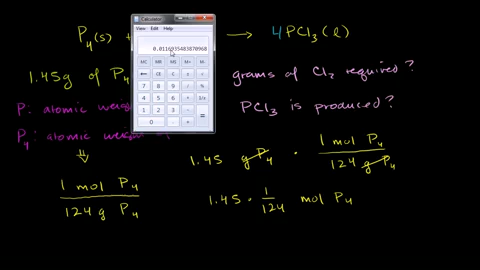 P₄(s) + → 4PCl₃(l)
Calculator
View Edit Help
0.0116935483870968
MC MR MS M+ M-
← CE C ± √
7 8 9 / %
4 5 6 * 1/x
1 2 3 - =
0 . +
1.45g of P₄ grams of Cl₂ required?
P: atomic weight PCl₃ is produced?
P₄: atomic weight
1.45 g P₄ · 1 mol P₄ / 124 g P₄
1 mol P₄ / 124 g P₄
1.45 · 1/124 mol P₄